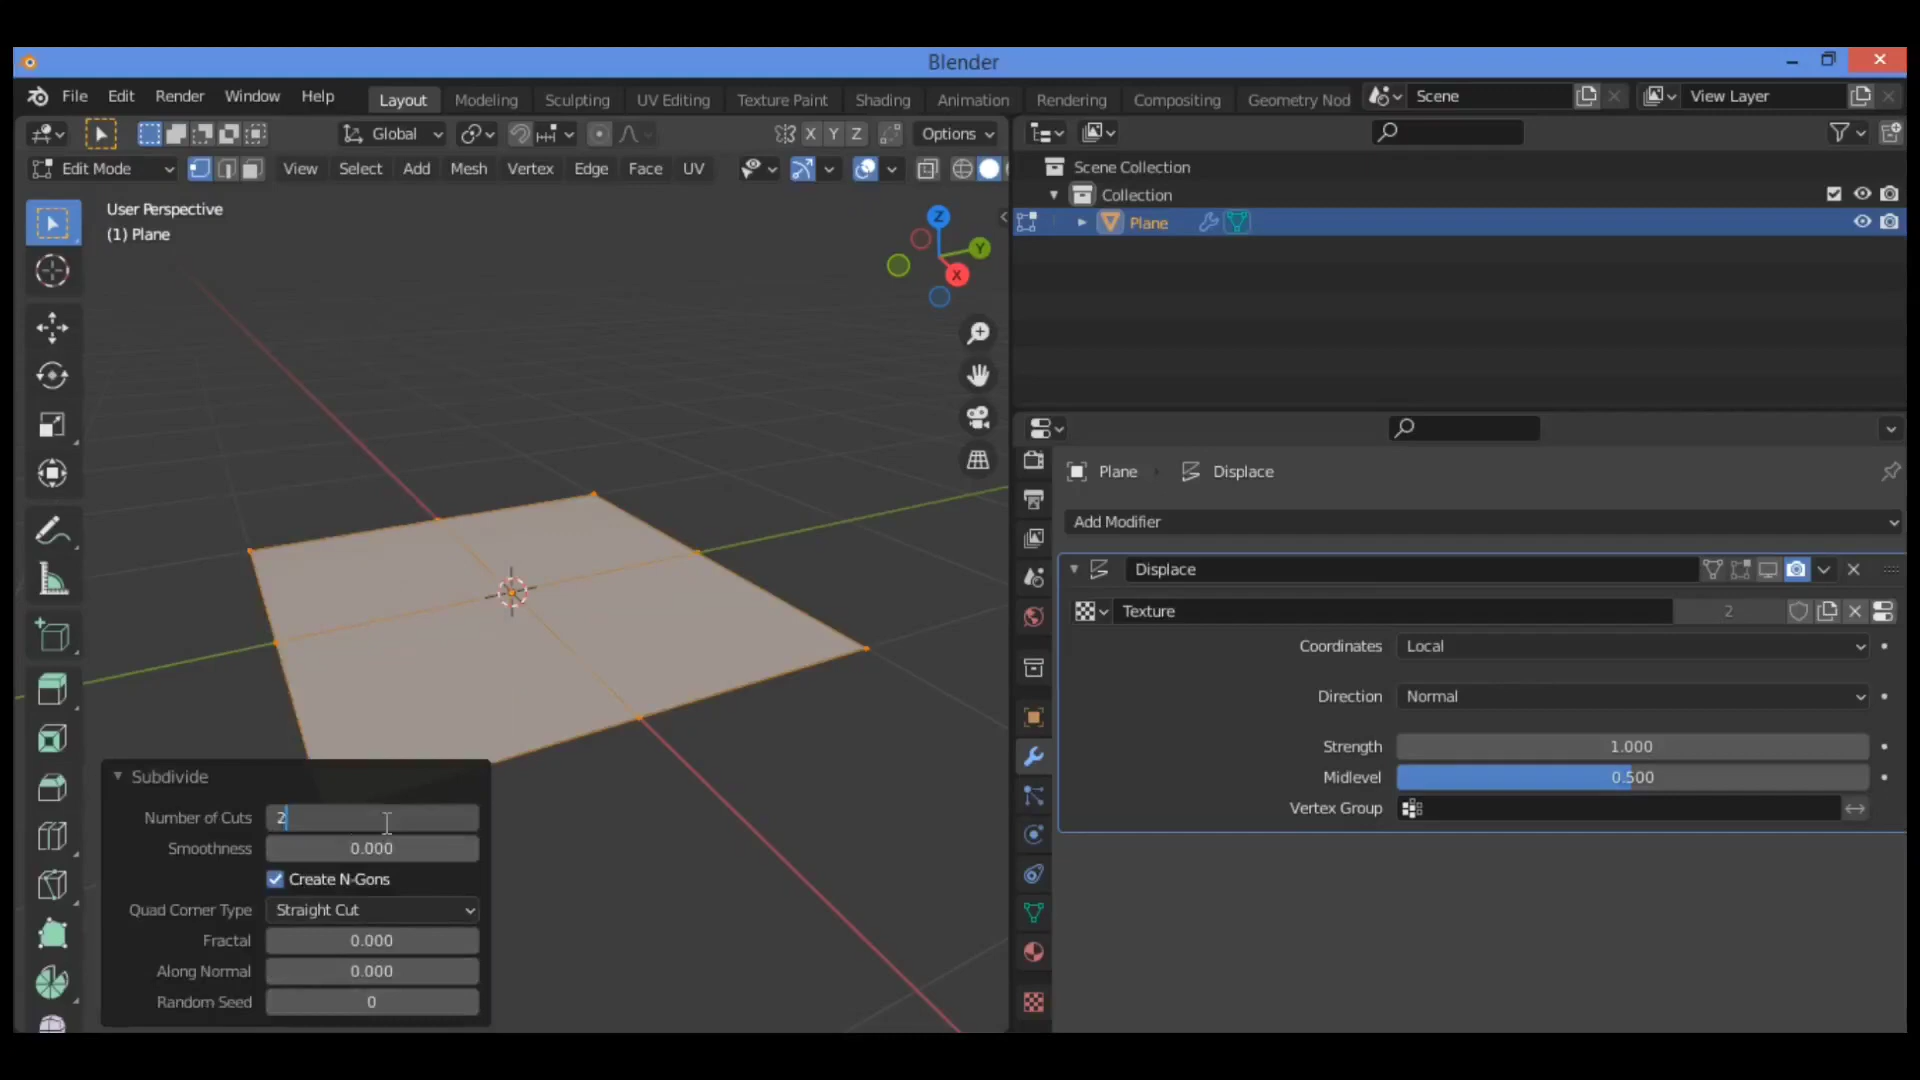 Blender
File Edit Render Window Help Layout Modeling Sculpting UV Editing Texture Paint Shading Animation Rendering Compositing Geometry Nod Scene View Layer
Global X Y Z Options
Edit Mode View Select Add Mesh Vertex Edge Face UV
Scene Collection
Collection
Plane
User Perspective
(1) Plane
Z
Y
X
Plane Displace
Add Modifier
Displace
Texture 2
Coordinates Local
Direction Normal
Strength 1.000
Midlevel 0.500
Vertex Group
Subdivide
Number of Cuts 2
Smoothness 0.000
Create N-Gons
Quad Corner Type Straight Cut
Fractal 0.000
Along Normal 0.000
Random Seed 0